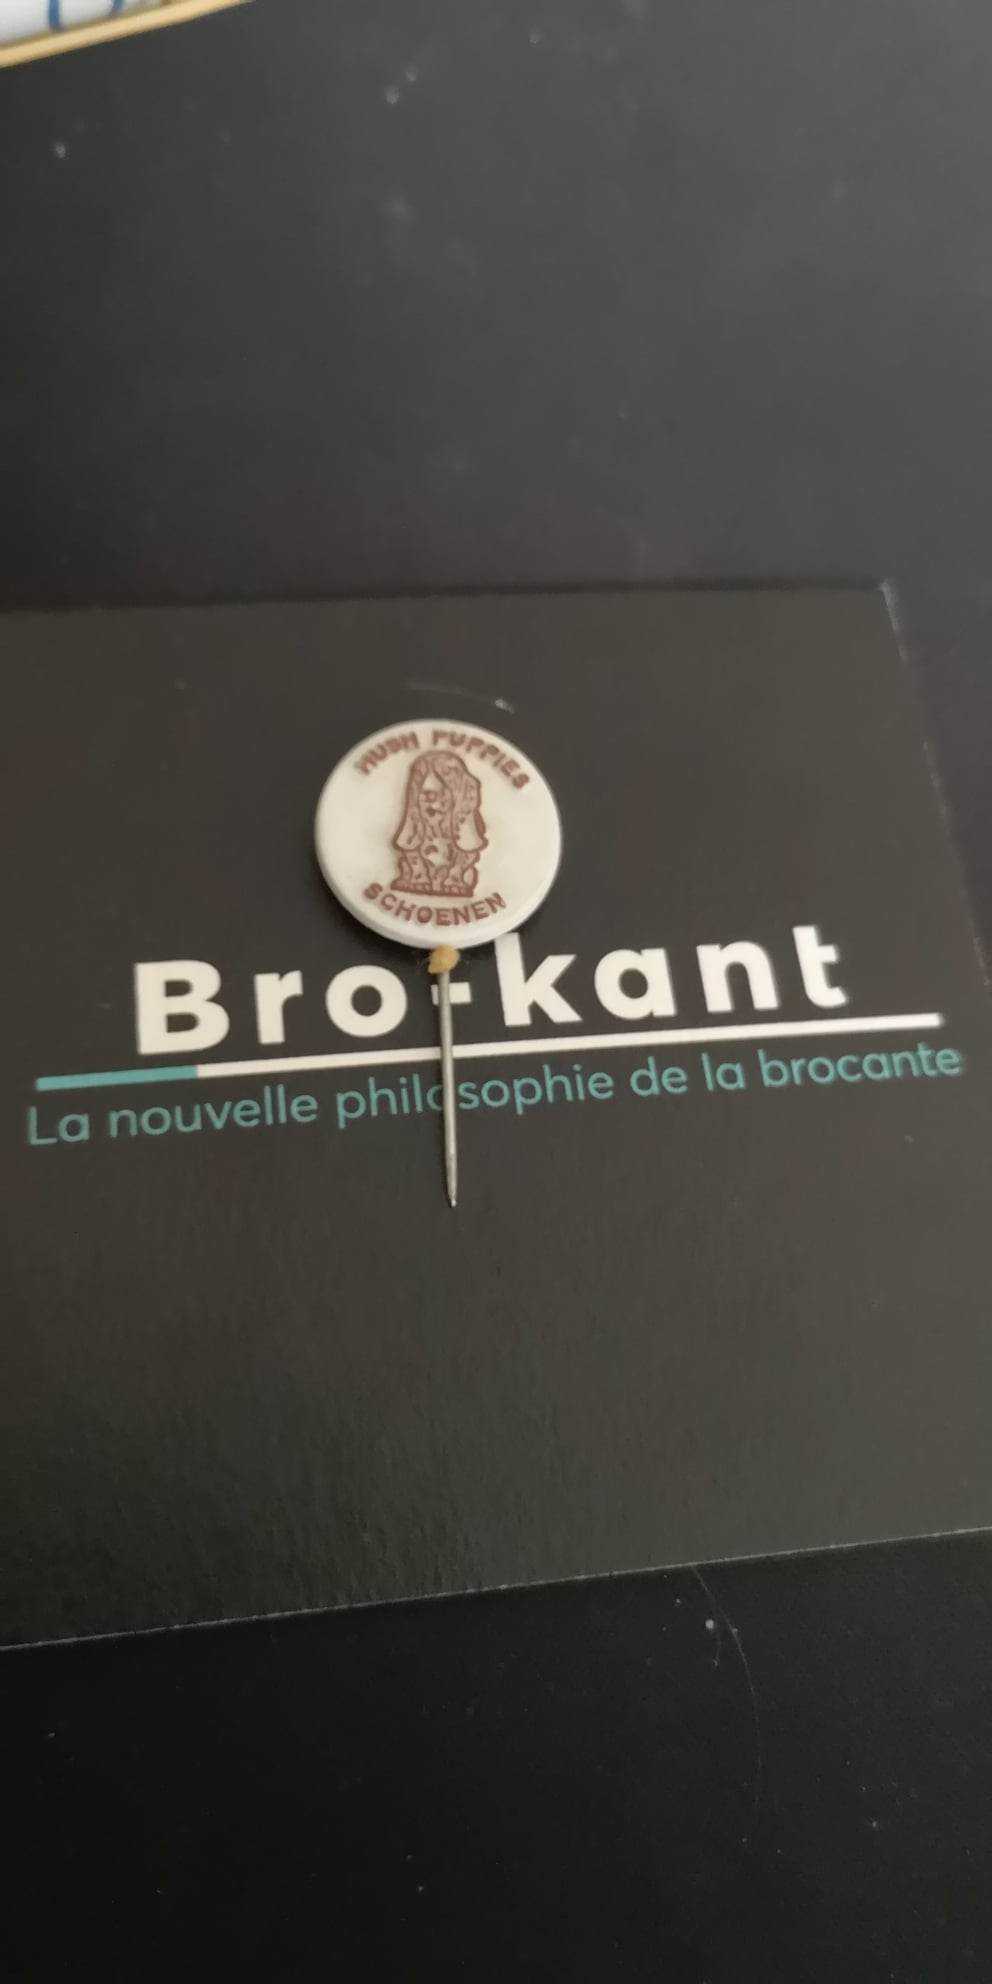 HUSH PUPPIES
SCHOENEN
Bro-kant
La nouvelle philosophie de la brocante